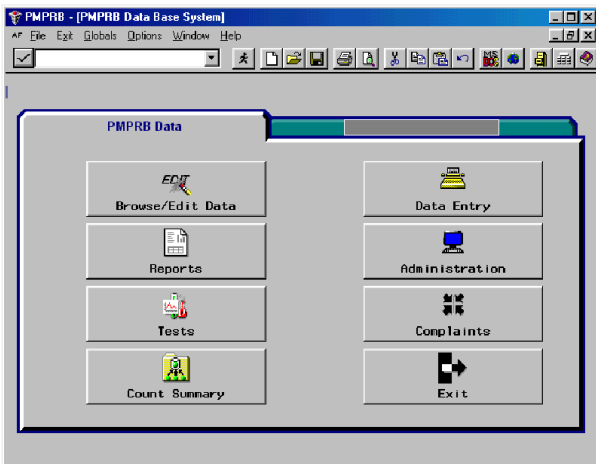 PMPRB - [PMPRB Data Base System]
File Exit Globals Options Window Help
PMPRB Data
EDIT
Browse/Edit Data
Data Entry
Reports
Administration
Tests
Complaints
Count Summary
Exit